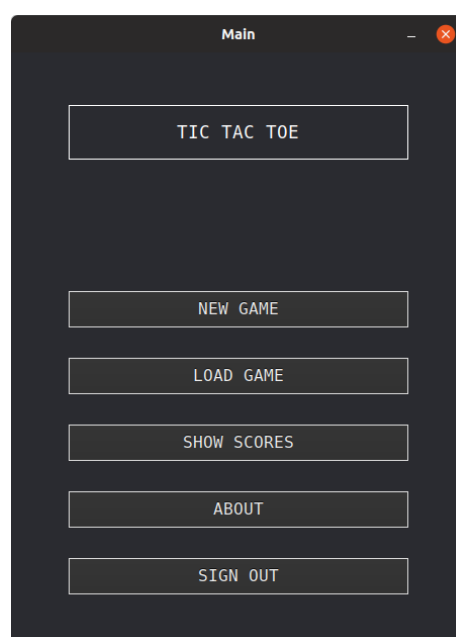 Main
TIC TAC TOE
NEW GAME
LOAD GAME
SHOW SCORES
ABOUT
SIGN OUT